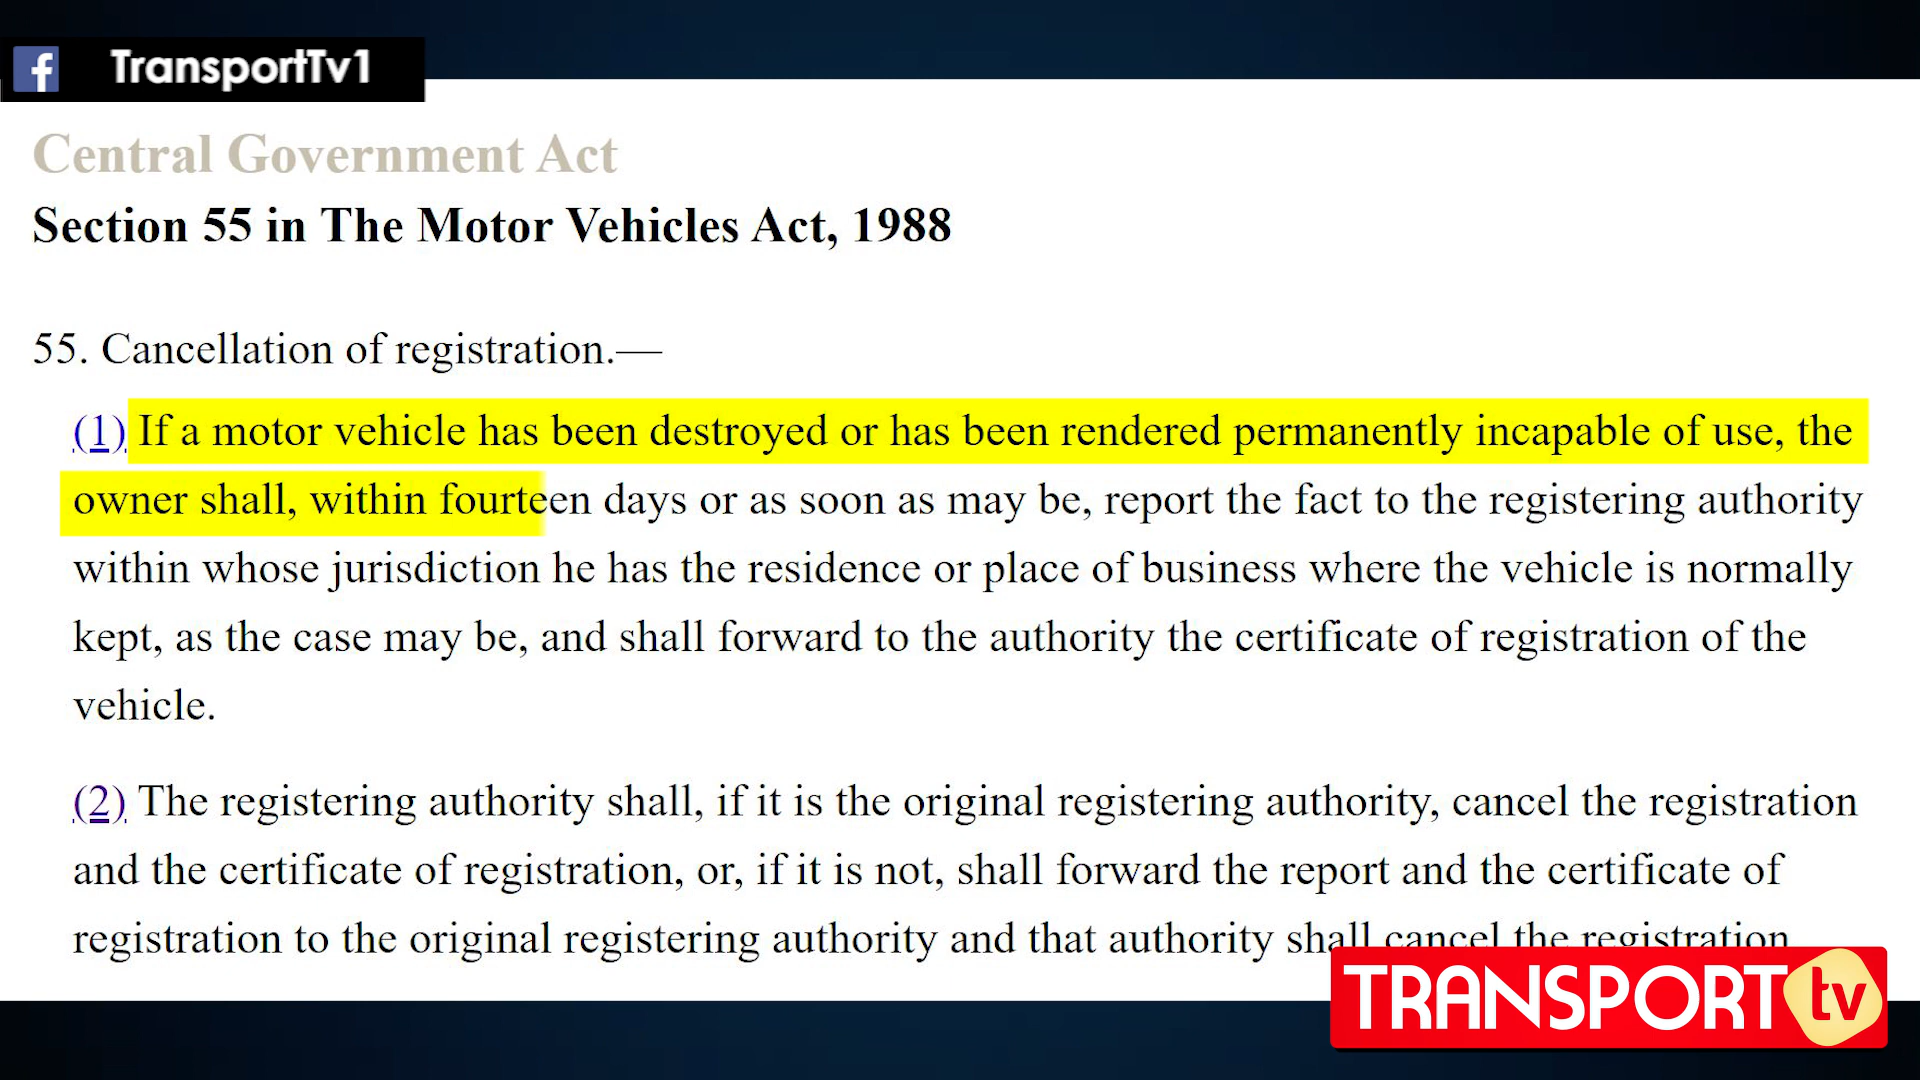 TransportTv1
Central Government Act
Section 55 in The Motor Vehicles Act, 1988
55. Cancellation of registration.—
(1) If a motor vehicle has been destroyed or has been rendered permanently incapable of use, the
owner shall, within fourteen days or as soon as may be, report the fact to the registering authority
within whose jurisdiction he has the residence or place of business where the vehicle is normally
kept, as the case may be, and shall forward to the authority the certificate of registration of the
vehicle.
(2) The registering authority shall, if it is the original registering authority, cancel the registration
and the certificate of registration, or, if it is not, shall forward the report and the certificate of
registration to the original registering authority and that authority shall cancel the registration
TRANSPORT tv